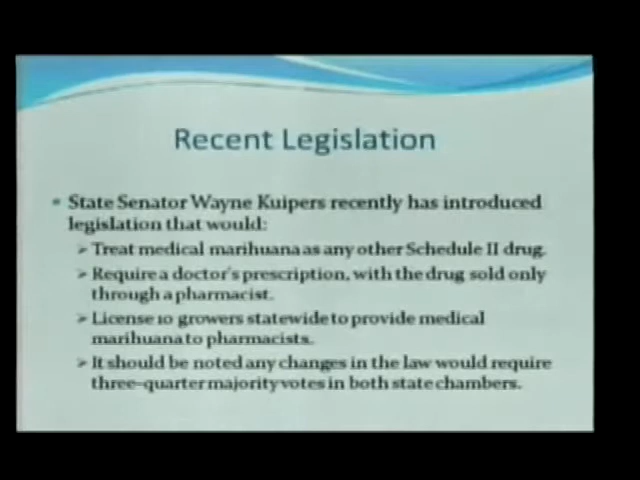 Recent Legislation
State Senator Wayne Kuipers recently has introduced
legislation that would:
Treat medical marihuana as any other Schedule II drug.
Require a doctor's prescription, with the drug sold only
through a pharmacist.
License 10 growers statewide to provide medical
marihuana to pharmacists.
It should be noted any changes in the law would require
three-quarter majority votes in both state chambers.